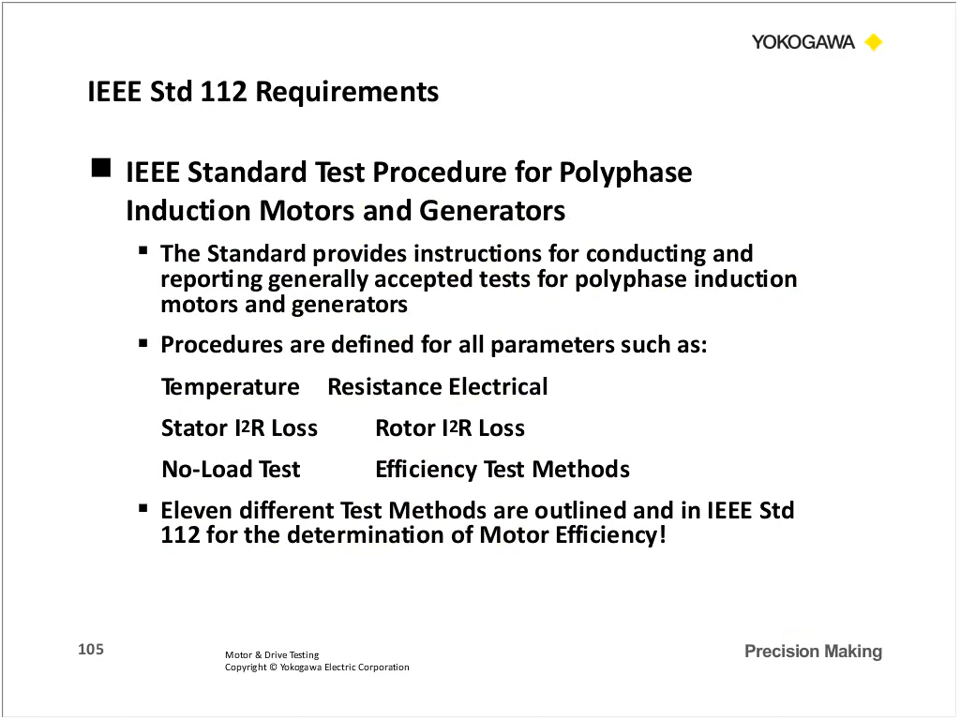 YOKOGAWA
IEEE Std 112 Requirements
IEEE Standard Test Procedure for Polyphase
Induction Motors and Generators
The Standard provides instructions for conducting and
reporting generally accepted tests for polyphase induction
motors and generators
Procedures are defined for all parameters such as:
Temperature Resistance Electrical
Stator I2R Loss Rotor I2R Loss
No-Load Test Efficiency Test Methods
Eleven different Test Methods are outlined and in IEEE Std
112 for the determination of Motor Efficiency!
105
Motor & Drive Testing
Copyright © Yokogawa Electric Corporation
Precision Making